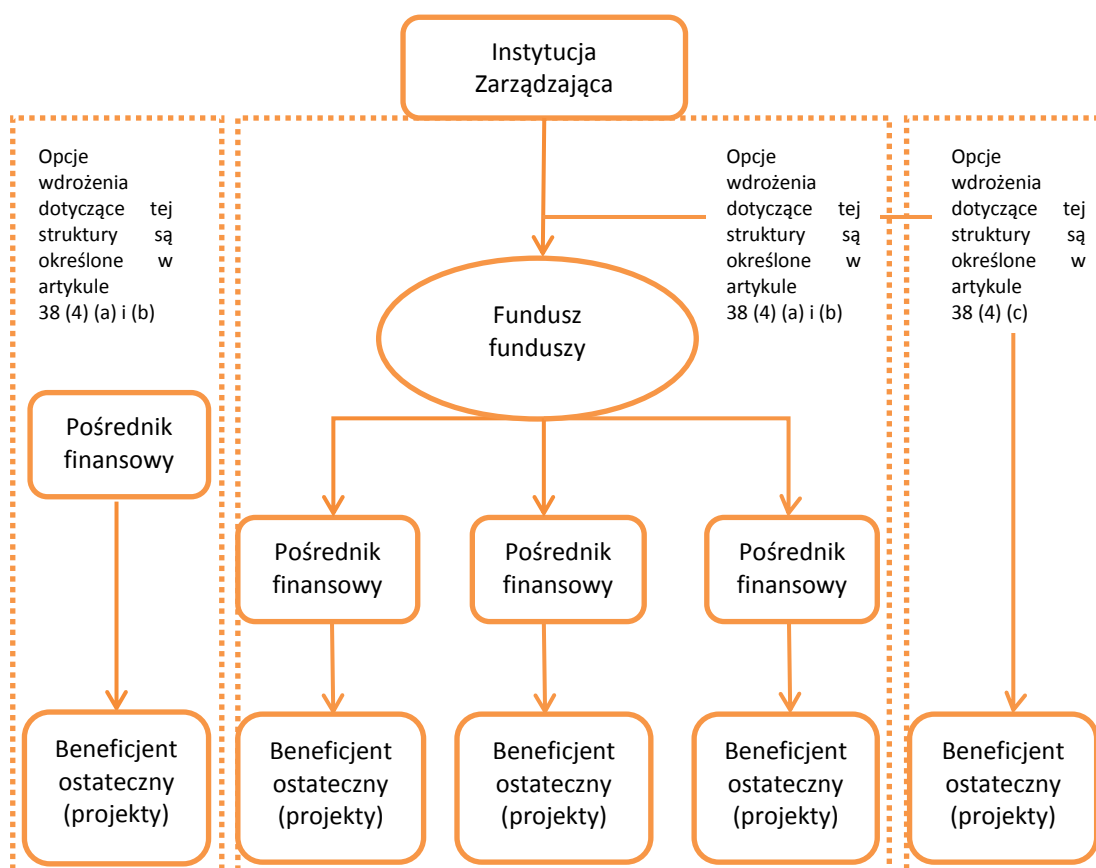 Instytucja
Zarządzająca
Opcje
wdrożenia
dotyczące tej
struktury są
określone w
artykule
38 (4) (a) i (b)
Opcje
wdrożenia
dotyczące tej
struktury są
określone w
artykule
38 (4) (a) i (b)
Opcje
wdrożenia
dotyczące tej
struktury są
określone w
artykule
38 (4) (c)
Fundusz
funduszy
Pośrednik
finansowy
Pośrednik
finansowy
Pośrednik
finansowy
Pośrednik
finansowy
Beneficjent
ostateczny
(projekty)
Beneficjent
ostateczny
(projekty)
Beneficjent
ostateczny
(projekty)
Beneficjent
ostateczny
(projekty)
Beneficjent
ostateczny
(projekty)